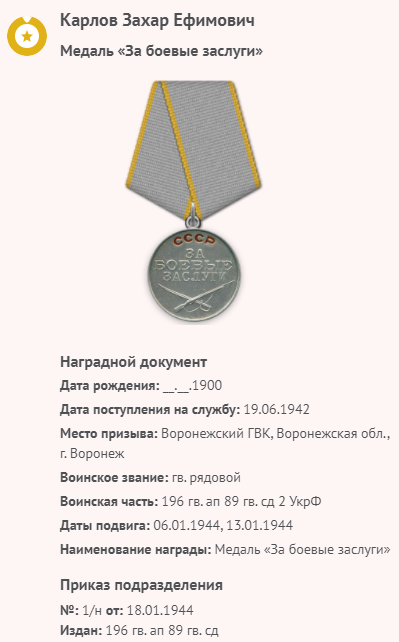 Карлов Захар Ефимович
Медаль «За боевые заслуги»
СССР
ЗА
БОЕВЫЕ
ЗАСЛУГИ
Наградной документ
Дата рождения: __.__.1900
Дата поступления на службу: 19.06.1942
Место призыва: Воронежский ГВК, Воронежская обл.,
г. Воронеж
Воинское звание: гв. рядовой
Воинская часть: 196 гв. ап 89 гв. сд 2 УкрФ
Даты подвига: 06.01.1944, 13.01.1944
Наименование награды: Медаль «За боевые заслуги»
Приказ подразделения
№: 1/н от: 18.01.1944
Издан: 196 гв. ап 89 гв. сд